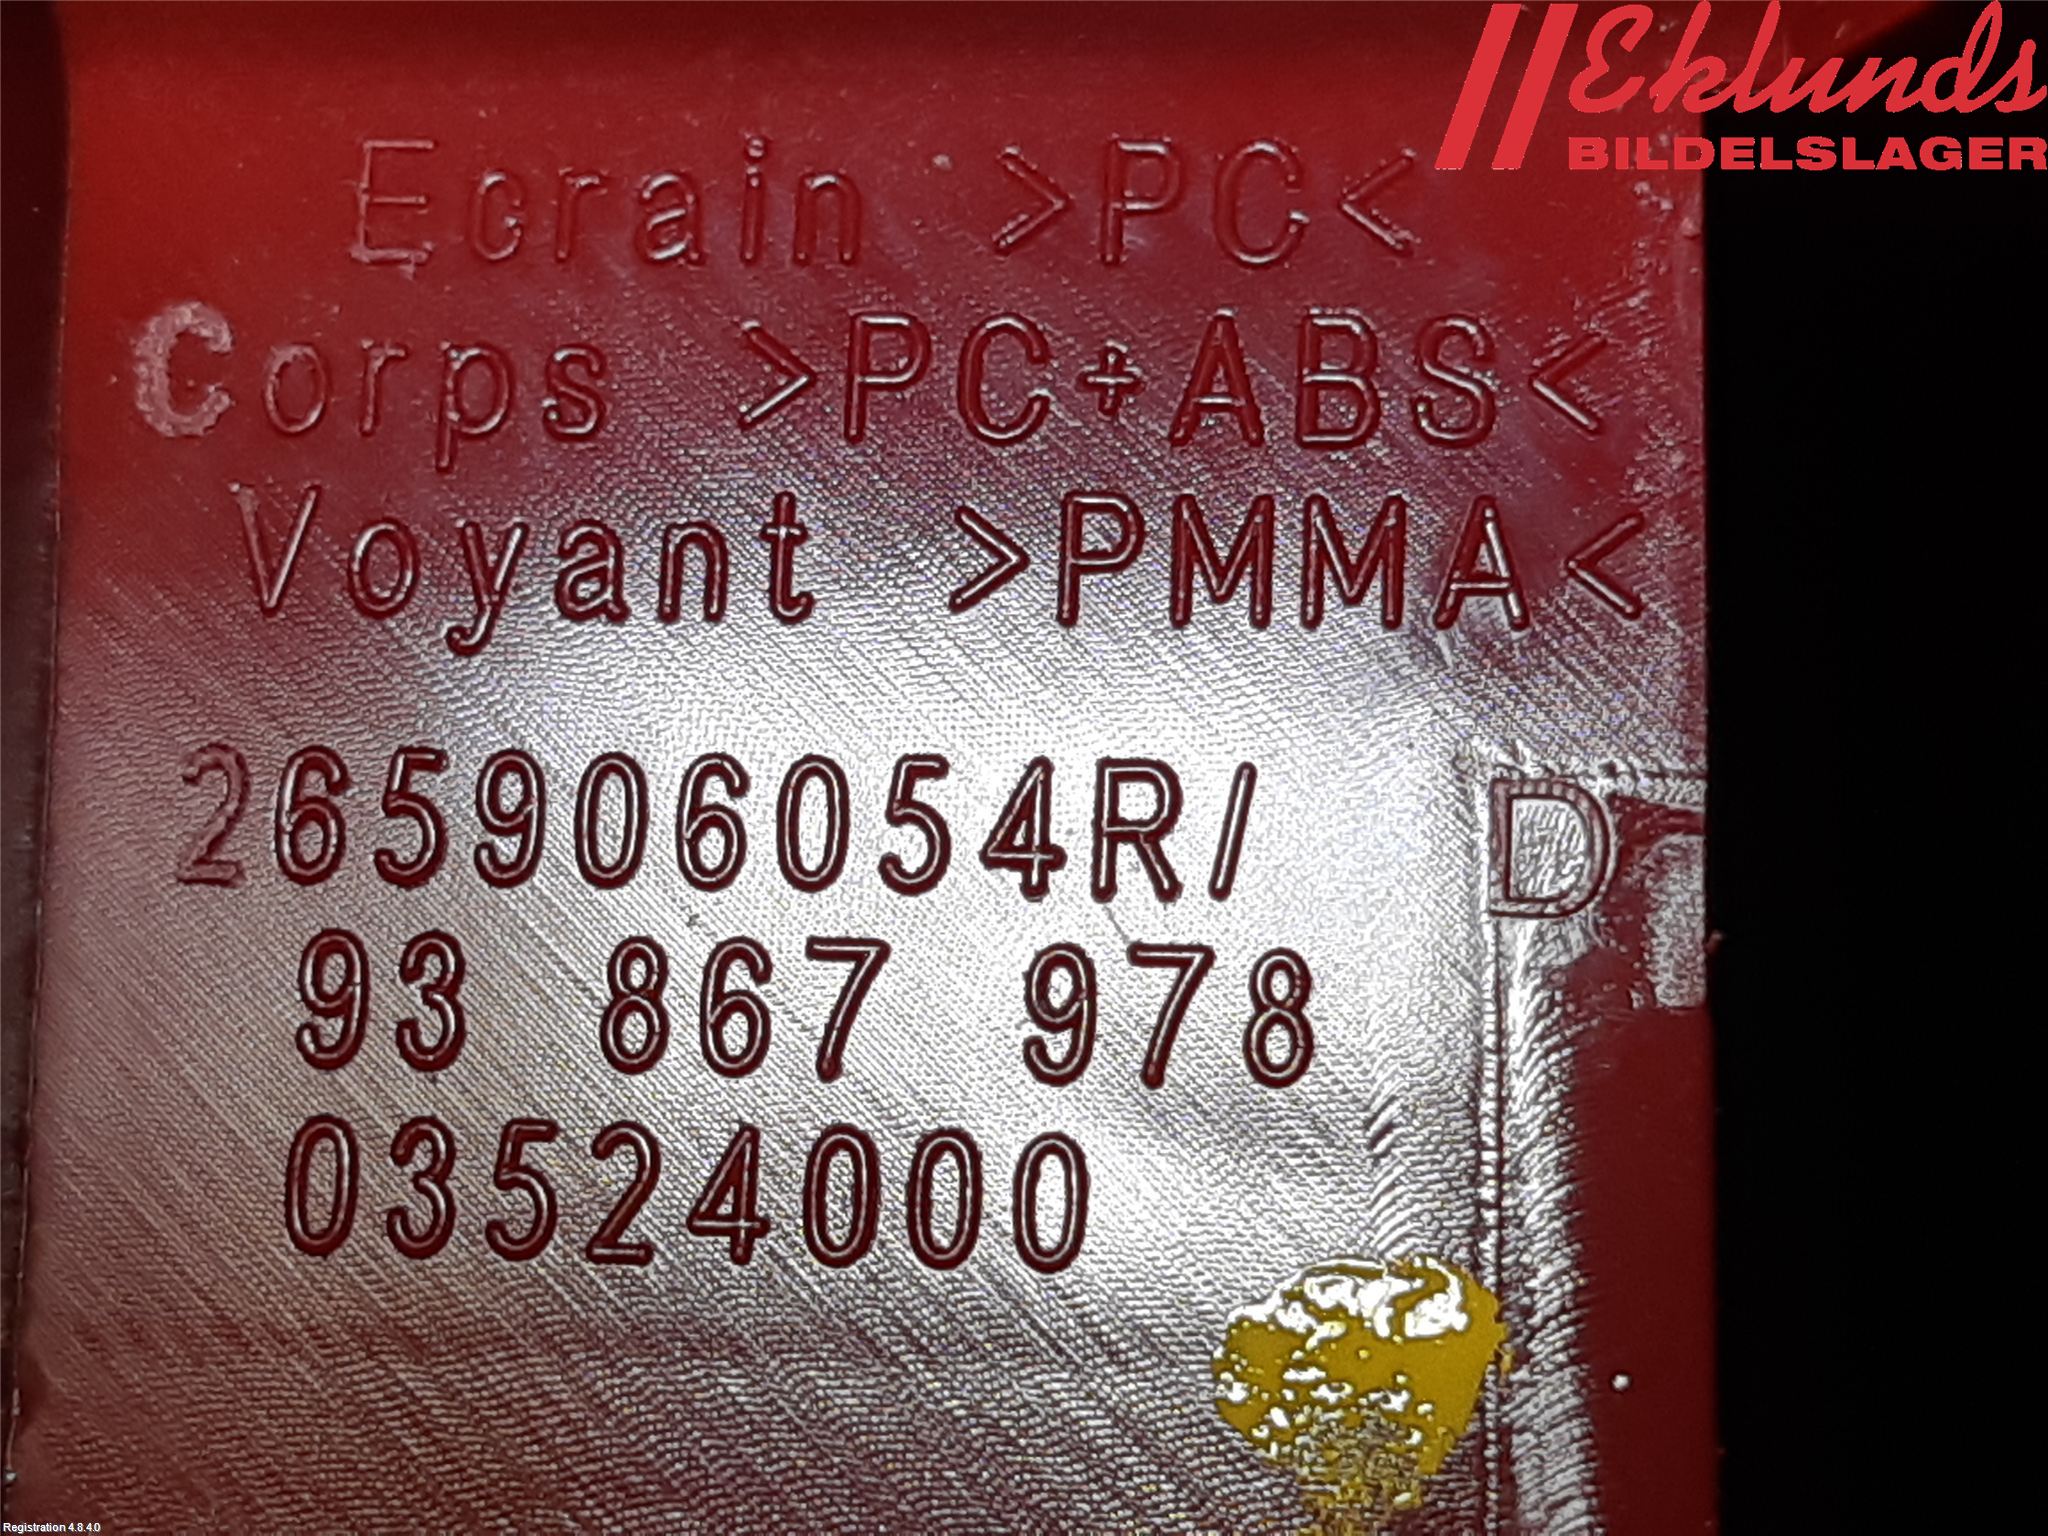 Eklunds
BILDELSLAGER
Ecrain >PC<
Corps >PC+ABS<
Voyant >PMMA<
265906054R/ D
93 867 978
03524000
Registration 4.8.4.0